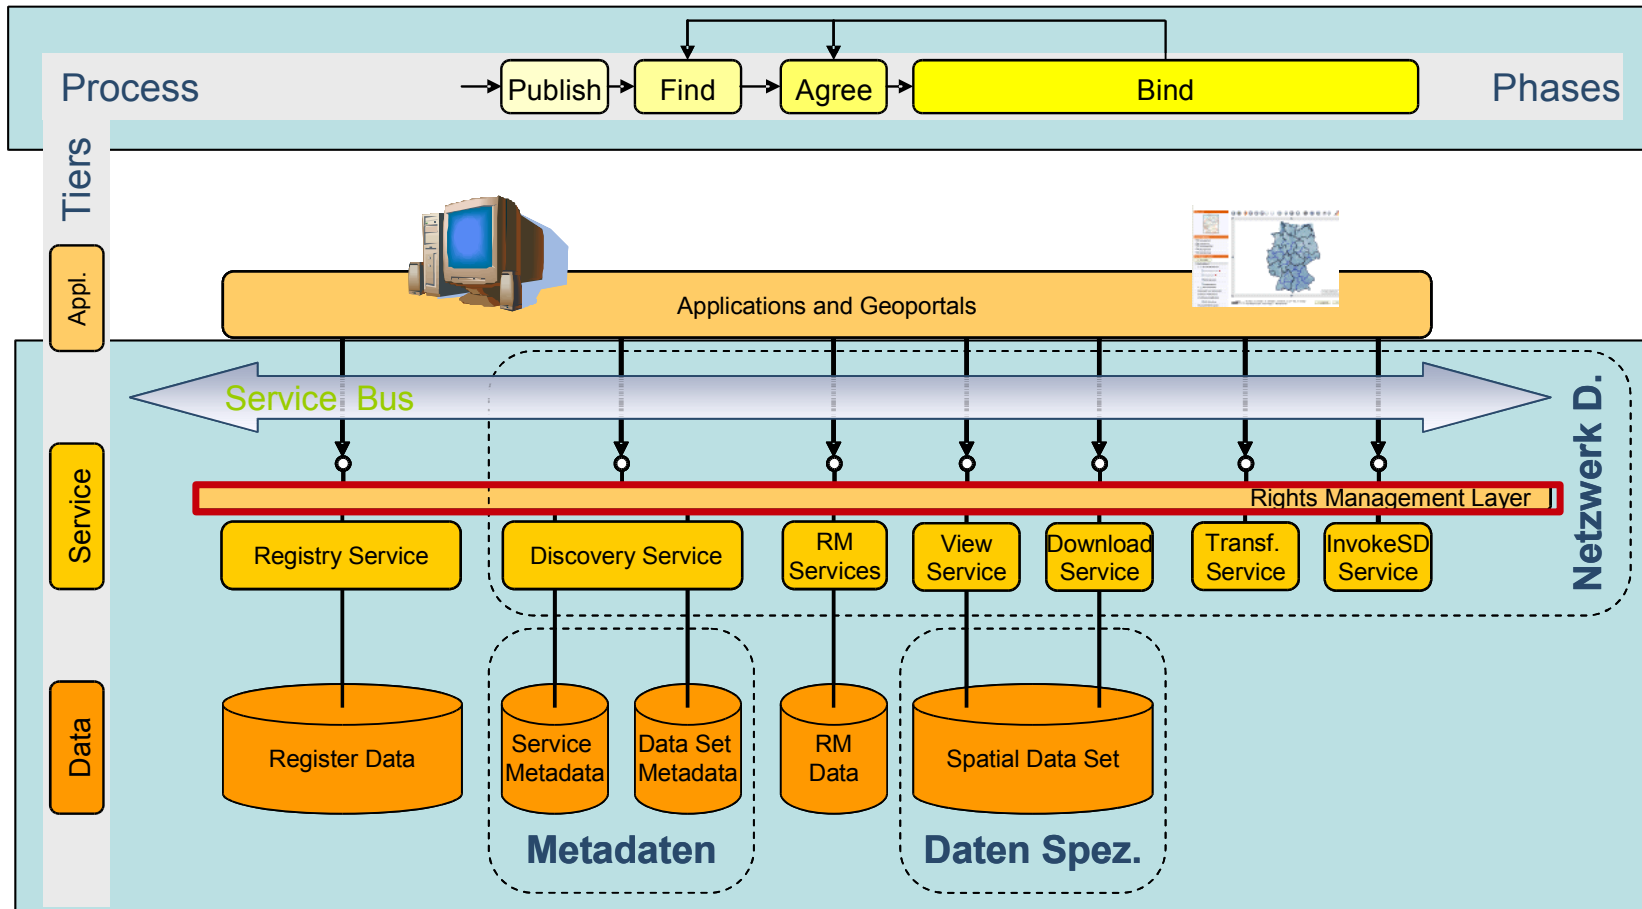 Process
Publish
Find
Agree
Bind
Phases
Tiers
Appl.
Applications and Geoportals
Service Bus
Netzwerk D.
Service
Rights Management Layer
Registry Service
Discovery Service
RM
Services
View
Service
Download
Service
Transf.
Service
InvokeSD
Service
Data
Register Data
Service
Metadata
Data Set
Metadata
RM
Data
Spatial Data Set
Metadaten
Daten Spez.